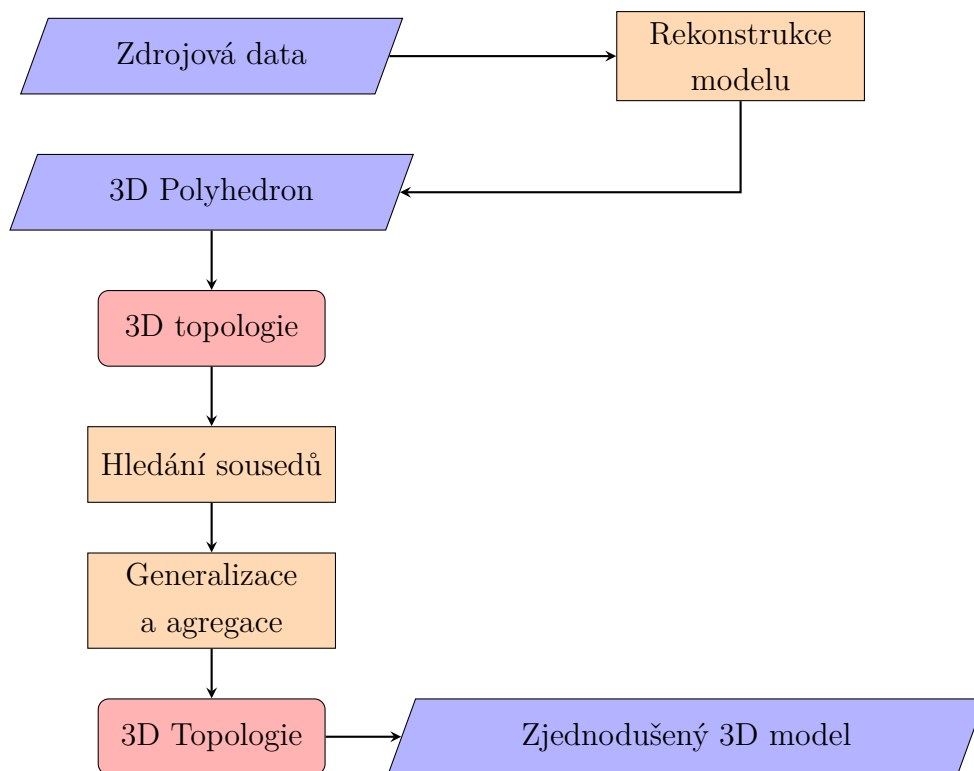 Zdrojová data
Rekonstrukce
modelu
3D Polyhedron
3D topologie
Hledání sousedů
Generalizace
a agregace
3D Topologie
Zjednodušený 3D model